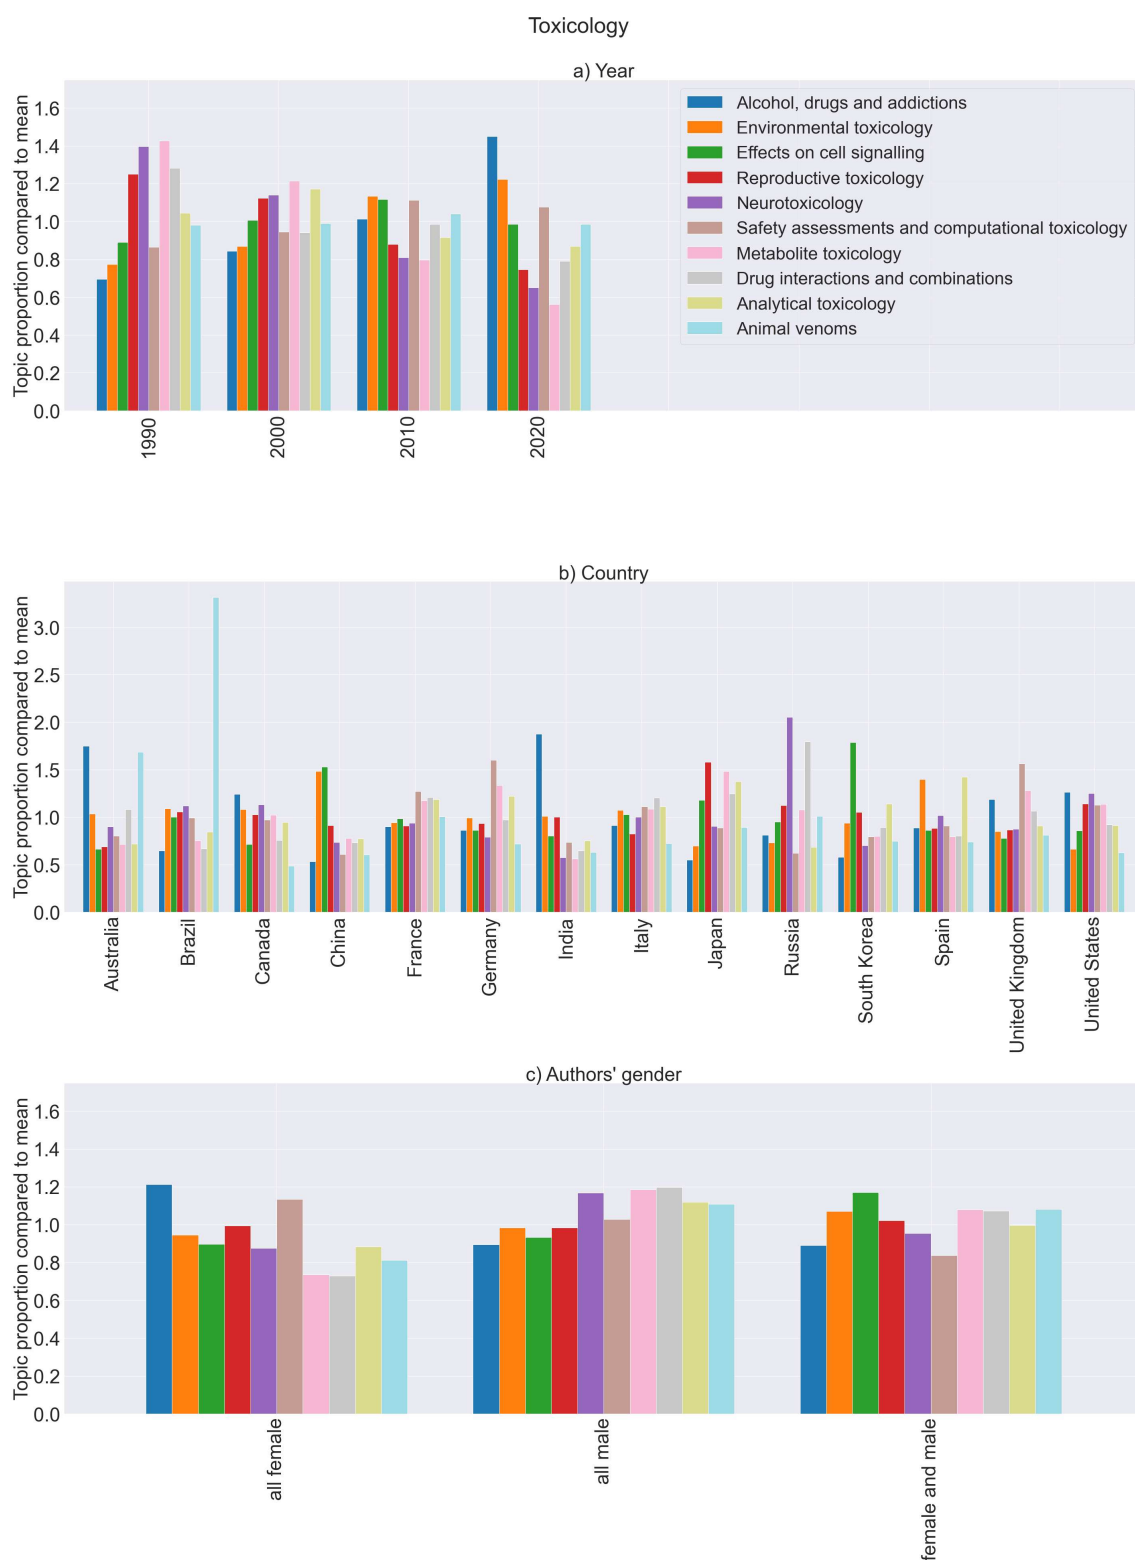 Toxicology
a) Year
Topic proportion compared to mean
1.6
1.4
1.2
1.0
0.8
0.6
0.4
0.2
0.0
Alcohol, drugs and addictions
Environmental toxicology
Effects on cell signalling
Reproductive toxicology
Neurotoxicology
Safety assessments and computational toxicology
Metabolite toxicology
Drug interactions and combinations
Analytical toxicology
Animal venoms
1990
2000
2010
2020
b) Country
Topic proportion compared to mean
3.0
2.5
2.0
1.5
1.0
0.5
0.0
Australia
Brazil
Canada
China
France
Germany
India
Italy
Japan
Russia
South Korea
Spain
United Kingdom
United States
c) Authors' gender
Topic proportion compared to mean
1.6
1.4
1.2
1.0
0.8
0.6
0.4
0.2
0.0
all female
all male
female and male